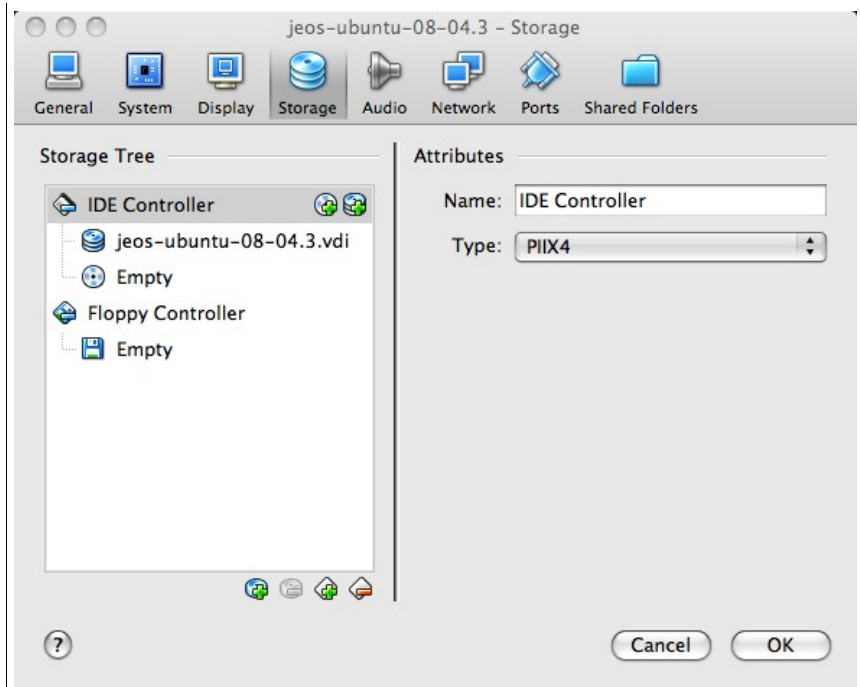 jeos-ubuntu-08-04.3 – Storage
General System Display Storage Audio Network Ports Shared Folders
Storage Tree
IDE Controller
jeos-ubuntu-08-04.3.vdi
Empty
Floppy Controller
Empty
Attributes
Name: IDE Controller
Type: PIIX4
?
Cancel OK